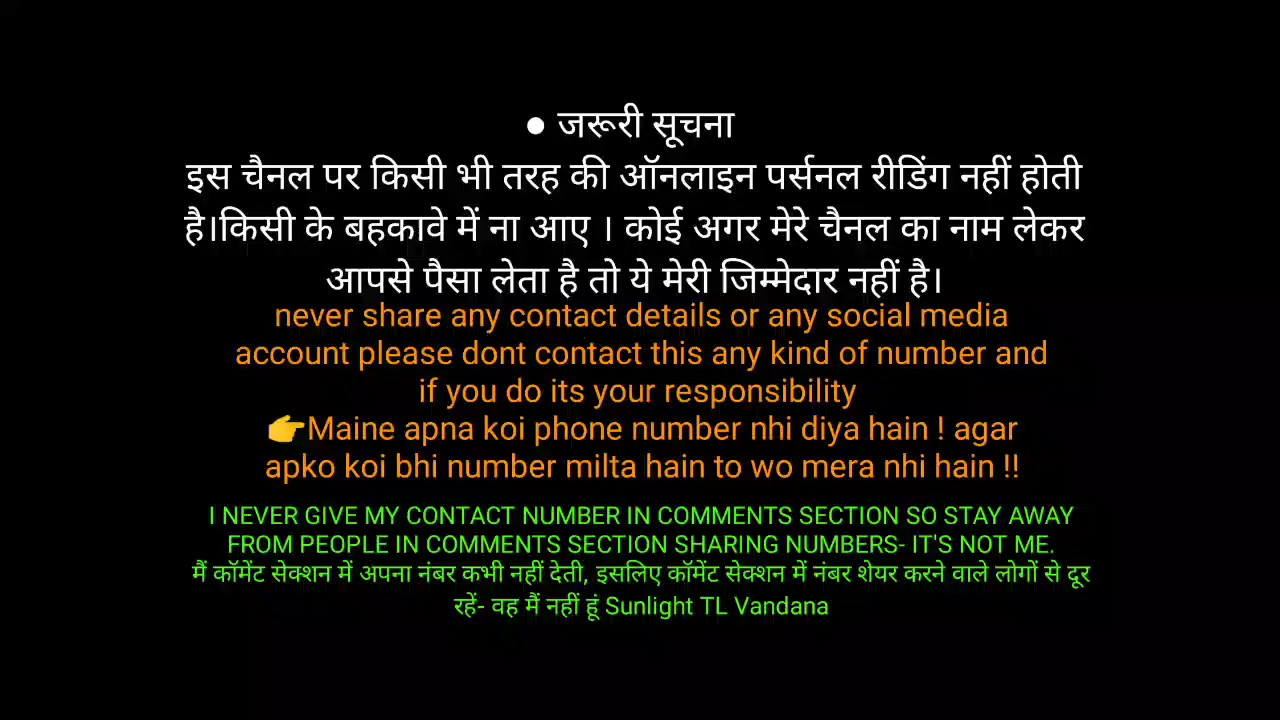 ● जरूरी सूचना
इस चैनल पर किसी भी तरह की ऑनलाइन पर्सनल रीडिंग नहीं होती
है।किसी के बहकावे में ना आए । कोई अगर मेरे चैनल का नाम लेकर
आपसे पैसा लेता है तो ये मेरी जिम्मेदार नहीं है।
never share any contact details or any social media
account please dont contact this any kind of number and
if you do its your responsibility
👉Maine apna koi phone number nhi diya hain ! agar
apko koi bhi number milta hain to wo mera nhi hain !!
I NEVER GIVE MY CONTACT NUMBER IN COMMENTS SECTION SO STAY AWAY
FROM PEOPLE IN COMMENTS SECTION SHARING NUMBERS- IT'S NOT ME.
मैं कॉमेंट सेक्शन में अपना नंबर कभी नहीं देती, इसलिए कॉमेंट सेक्शन में नंबर शेयर करने वाले लोगों से दूर
रहें- वह मैं नहीं हूं Sunlight TL Vandana